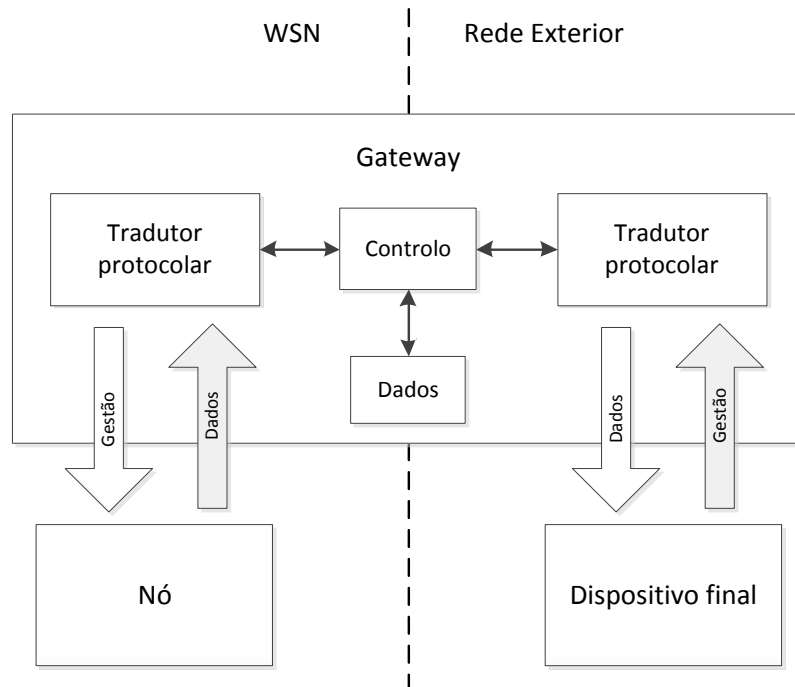 WSN
Rede Exterior
Gateway
Tradutor
protocolar
Controlo
Tradutor
protocolar
Dados
Gestão
Dados
Dados
Gestão
Nó
Dispositivo final